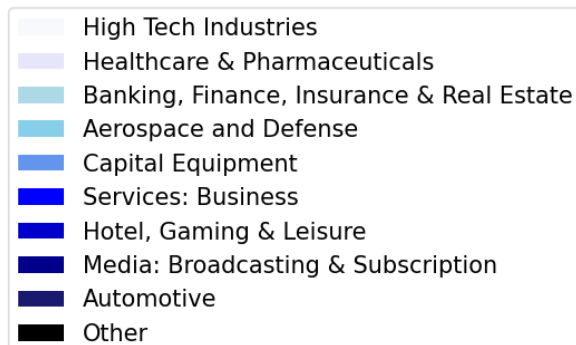 High Tech Industries
Healthcare & Pharmaceuticals
Banking, Finance, Insurance & Real Estate
Aerospace and Defense
Capital Equipment
Services: Business
Hotel, Gaming & Leisure
Media: Broadcasting & Subscription
Automotive
Other